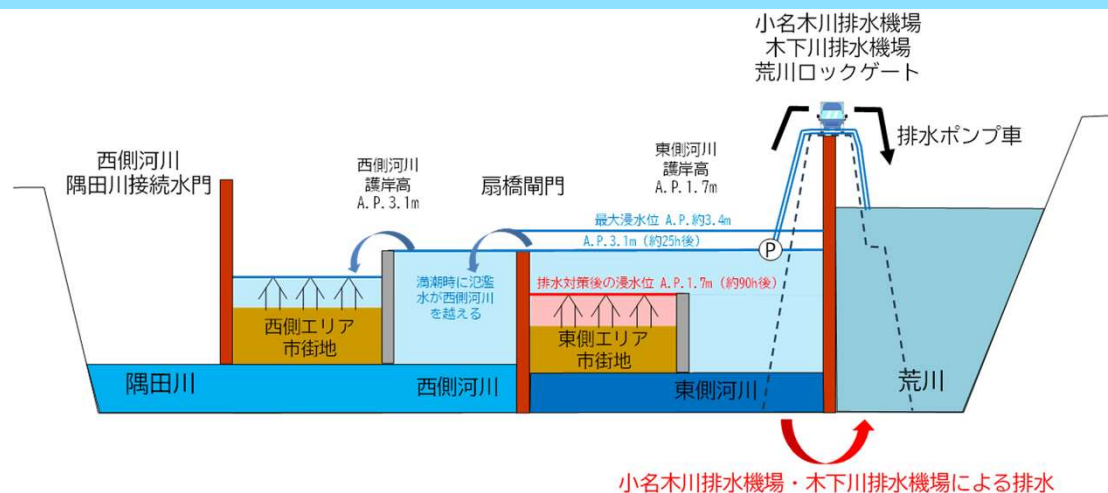 小名木川排水機場
木下川排水機場
荒川ロックゲート
排水ポンプ車
西側河川
隅田川接続水門
西側河川
護岸高
A.P.3.1m
扇橋閘門
東側河川
護岸高
A.P.1.7m
最大浸水位 A.P.約3.4m
A.P.3.1m (約25h後)
P
満潮時に氾濫
水が西側河川
を越える
排水対策後の浸水位 A.P.1.7m (約90h後)
西側エリア
市街地
東側エリア
市街地
隅田川
西側河川
東側河川
荒川
小名木川排水機場・木下川排水機場による排水